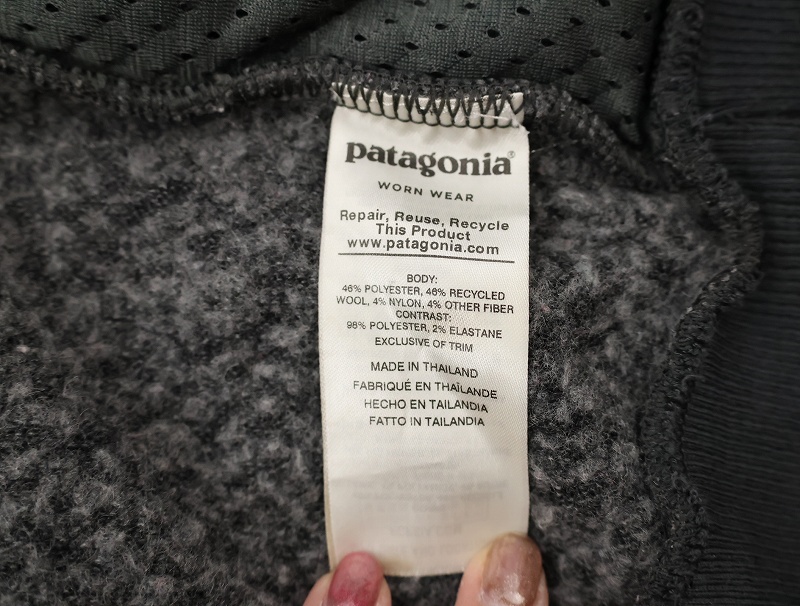 patagonia®
WORN WEAR
Repair, Reuse, Recycle
This Product
www.patagonia.com
BODY:
46% POLYESTER, 46% RECYCLED
WOOL, 4% NYLON, 4% OTHER FIBER
CONTRAST:
98% POLYESTER, 2% ELASTANE
EXCLUSIVE OF TRIM
MADE IN THAILAND
FABRIQUÉ EN THAÏLANDE
HECHO EN TAILANDIA
FATTO IN TAILANDIA